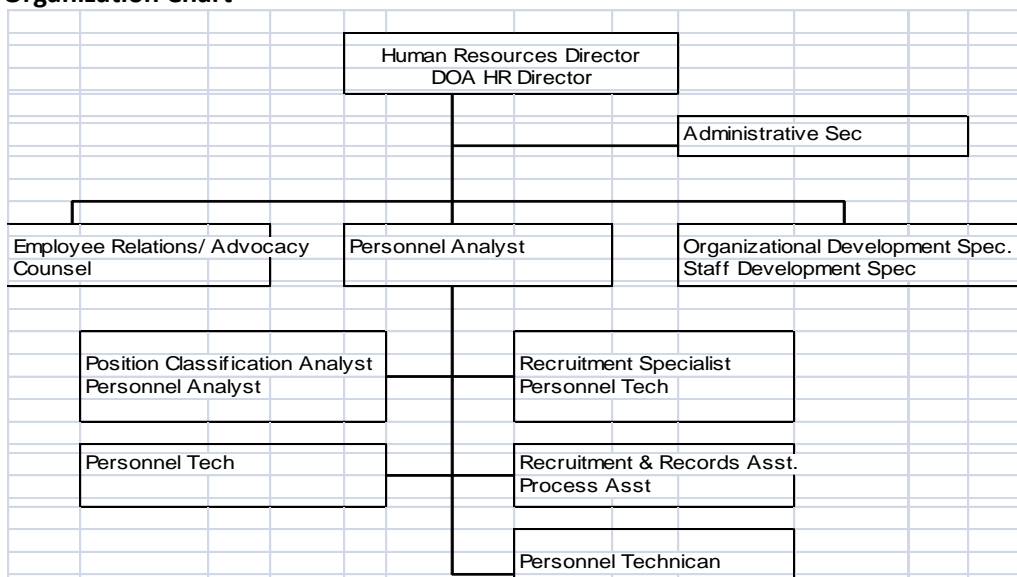 Organization Chart
Human Resources Director
DOA HR Director
Administrative Sec
Employee Relations/ Advocacy
Counsel
Personnel Analyst
Organizational Development Spec.
Staff Development Spec
Position Classification Analyst
Personnel Analyst
Recruitment Specialist
Personnel Tech
Personnel Tech
Recruitment & Records Asst.
Process Asst
Personnel Technican